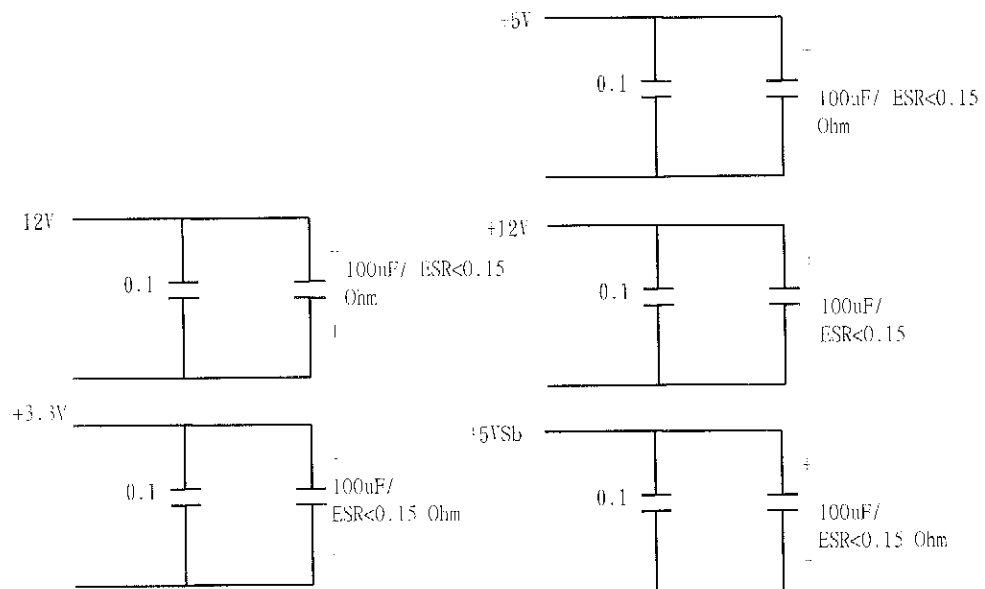 +5V
0.1
100uF/ ESR<0.15
Ohm
12V
0.1
100uF/ ESR<0.15
Ohm
+12V
0.1
100uF/
ESR<0.15
+3.3V
0.1
100uF/
ESR<0.15 Ohm
+5VSb
0.1
100uF/
ESR<0.15 Ohm